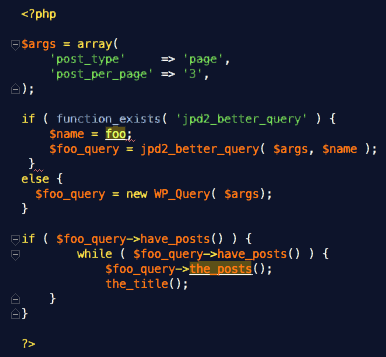 <?php
$args = array(
'post_type' => 'page',
'post_per_page' => '3',
);
if ( function_exists( 'jpd2_better_query' ) {
$name = foo;
$foo_query = jpd2_better_query( $args, $name );
}
else {
$foo_query = new WP_Query( $args);
}
if ( $foo_query->have_posts() ) {
while ( $foo_query->have_posts() ) {
$foo_query->the_posts();
the_title();
}
}
?>